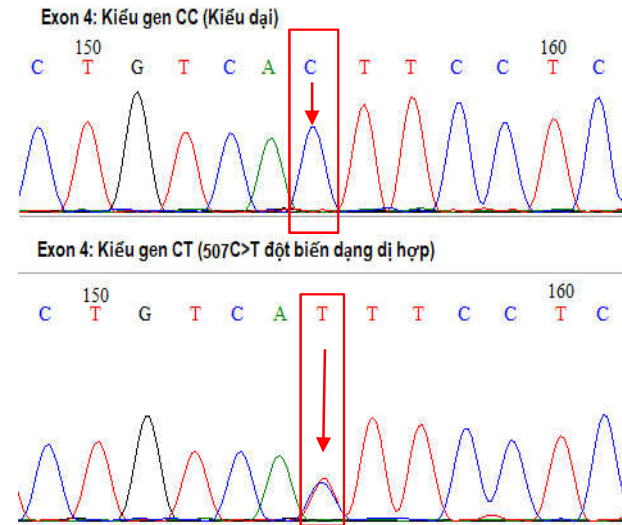 Exon 4: Kiểu gen CC (Kiểu dại)
150 160
C T G T C A C T T C C T C
Exon 4: Kiểu gen CT (507C>T đột biến dạng dị hợp)
150 160
C T G T C A T T T C C T C